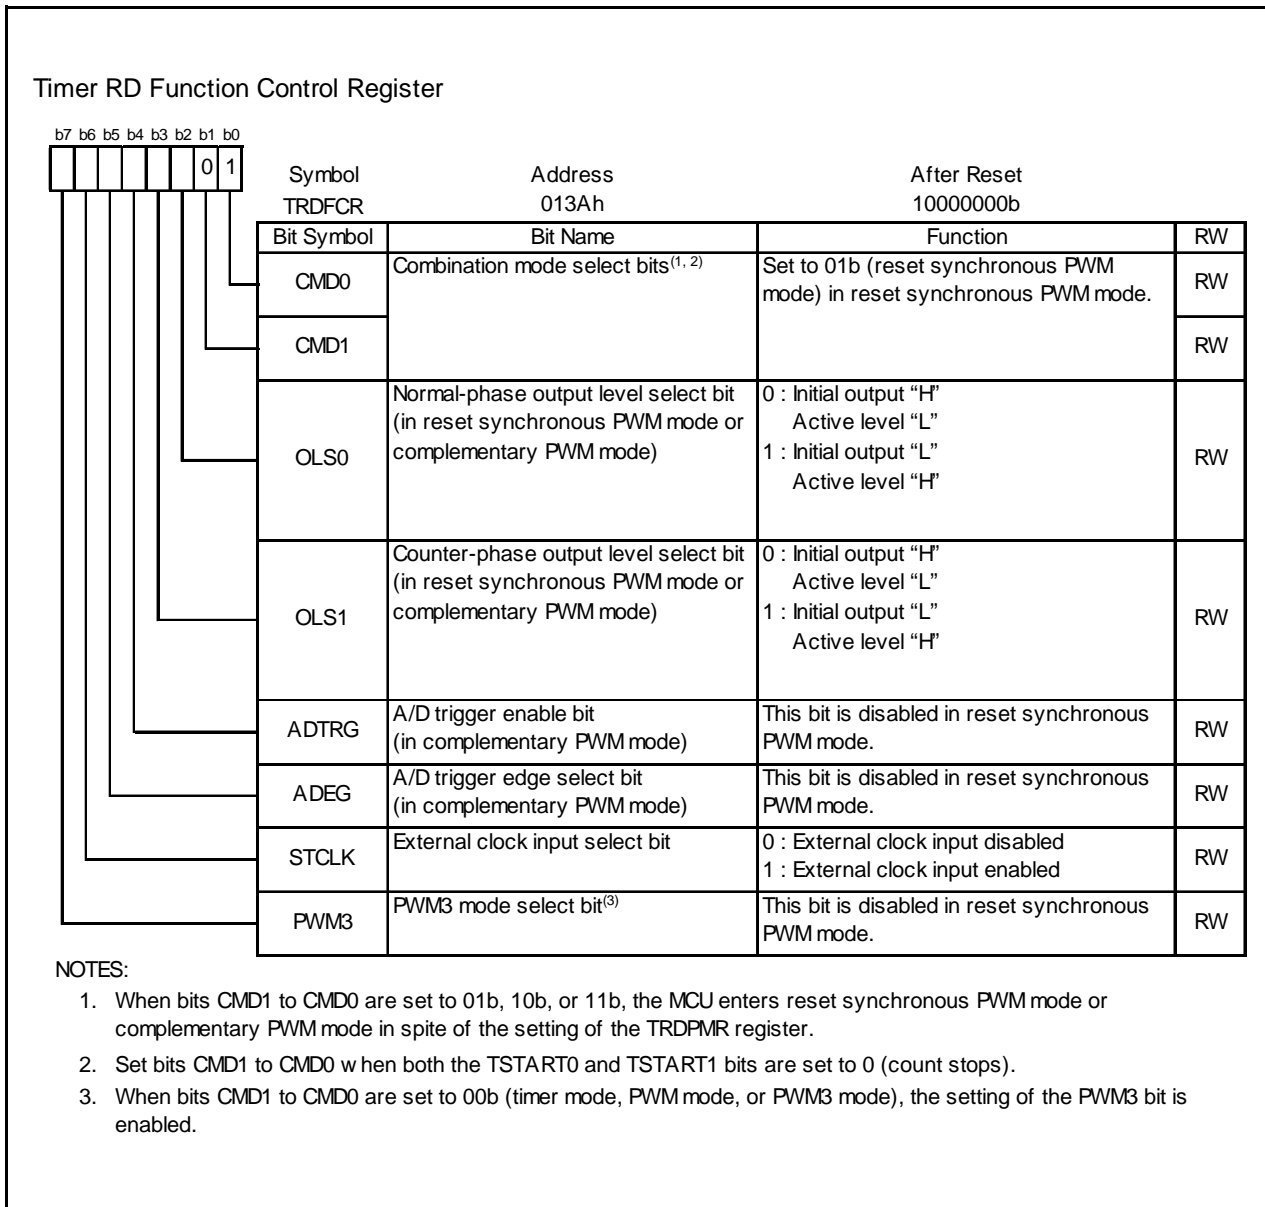 Timer RD Function Control Register
b7 b6 b5 b4 b3 b2 b1 b0
0 1
Symbol Address After Reset
TRDFCR 013Ah 10000000b
Bit Symbol Bit Name Function RW
CMD0 Combination mode select bits(1, 2) Set to 01b (reset synchronous PWM mode) in reset synchronous PWM mode. RW
CMD1 RW
OLS0
Normal-phase output level select bit
(in reset synchronous PWM mode or
complementary PWM mode)
0 : Initial output “H”
Active level “L”
1 : Initial output “L”
Active level “H”
RW
OLS1
Counter-phase output level select bit
(in reset synchronous PWM mode or
complementary PWM mode)
0 : Initial output “H”
Active level “L”
1 : Initial output “L”
Active level “H”
RW
ADTRG
A/D trigger enable bit
(in complementary PWM mode)
This bit is disabled in reset synchronous
PWM mode.
RW
ADEG
A/D trigger edge select bit
(in complementary PWM mode)
This bit is disabled in reset synchronous
PWM mode.
RW
STCLK
External clock input select bit
0 : External clock input disabled
1 : External clock input enabled
RW
PWM3
PWM3 mode select bit(3)
This bit is disabled in reset synchronous
PWM mode.
RW
NOTES:
1. When bits CMD1 to CMD0 are set to 01b, 10b, or 11b, the MCU enters reset synchronous PWM mode or
complementary PWM mode in spite of the setting of the TRDPMR register.
2. Set bits CMD1 to CMD0 when both the TSTART0 and TSTART1 bits are set to 0 (count stops).
3. When bits CMD1 to CMD0 are set to 00b (timer mode, PWM mode, or PWM3 mode), the setting of the PWM3 bit is
enabled.